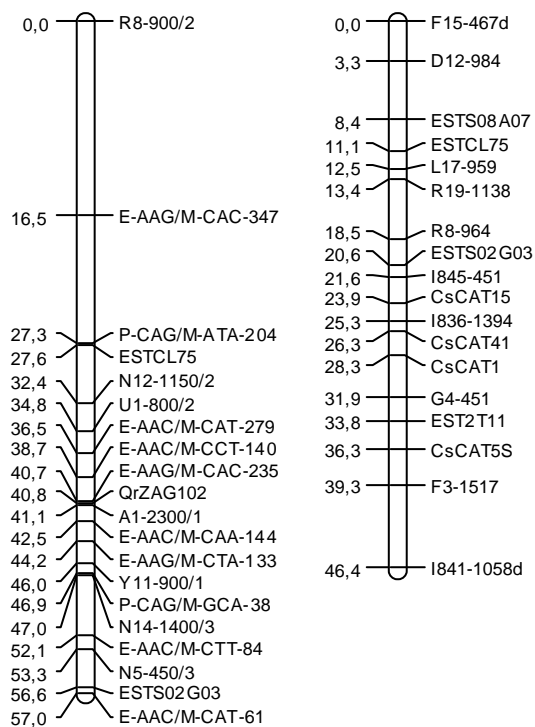 0,0 R8-900/2
16,5 E-AAG/M-CAC-347
27,3 P-CAG/M-ATA-204
27,6 ESTCL75
32,4 N12-1150/2
34,8 U1-800/2
36,5 E-AAC/M-CAT-279
38,7 E-AAC/M-CCT-140
40,7 E-AAG/M-CAC-235
40,8 QrZAG102
41,1 A1-2300/1
42,5 E-AAC/M-CAA-144
44,2 E-AAG/M-CTA-133
46,0 Y11-900/1
46,9 P-CAG/M-GCA-38
47,0 N14-1400/3
52,1 E-AAC/M-CTT-84
53,3 N5-450/3
56,6 ESTS02G03
57,0 E-AAC/M-CAT-61
0,0 F15-467d
3,3 D12-984
8,4 ESTS08A07
11,1 ESTCL75
12,5 L17-959
13,4 R19-1138
18,5 R8-964
20,6 ESTS02G03
21,6 I845-451
23,9 CsCAT15
25,3 I836-1394
26,3 CsCAT41
28,3 CsCAT1
31,9 G4-451
33,8 EST2T11
36,3 CsCAT5S
39,3 F3-1517
46,4 I841-1058d